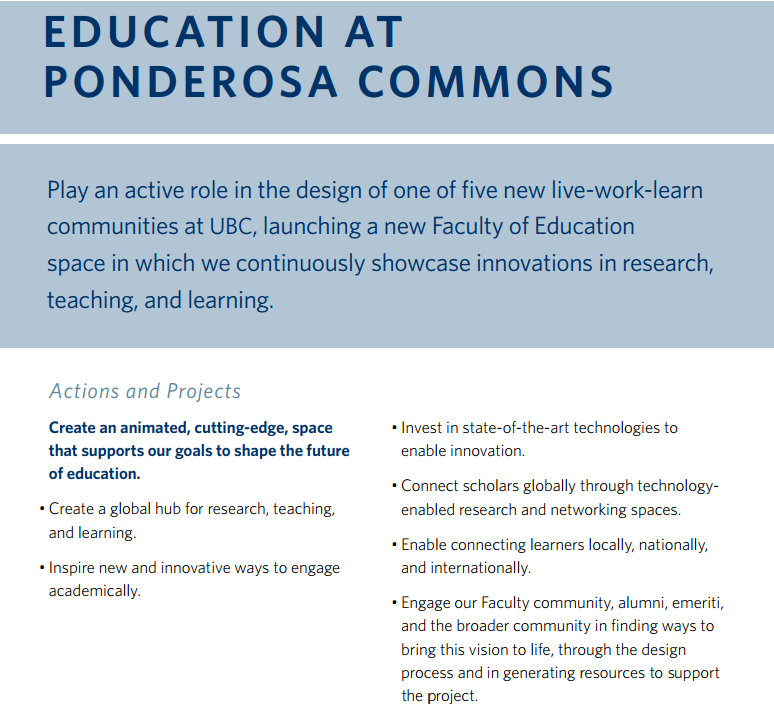 EDUCATION AT
PONDEROSA COMMONS
Play an active role in the design of one of five new live-work-learn
communities at UBC, launching a new Faculty of Education
space in which we continuously showcase innovations in research,
teaching, and learning.
Actions and Projects
Create an animated, cutting-edge, space
that supports our goals to shape the future
of education.
• Create a global hub for research, teaching,
and learning.
• Inspire new and innovative ways to engage
academically.
• Invest in state-of-the-art technologies to
enable innovation.
• Connect scholars globally through technology-
enabled research and networking spaces.
• Enable connecting learners locally, nationally,
and internationally.
• Engage our Faculty community, alumni, emeriti,
and the broader community in finding ways to
bring this vision to life, through the design
process and in generating resources to support
the project.